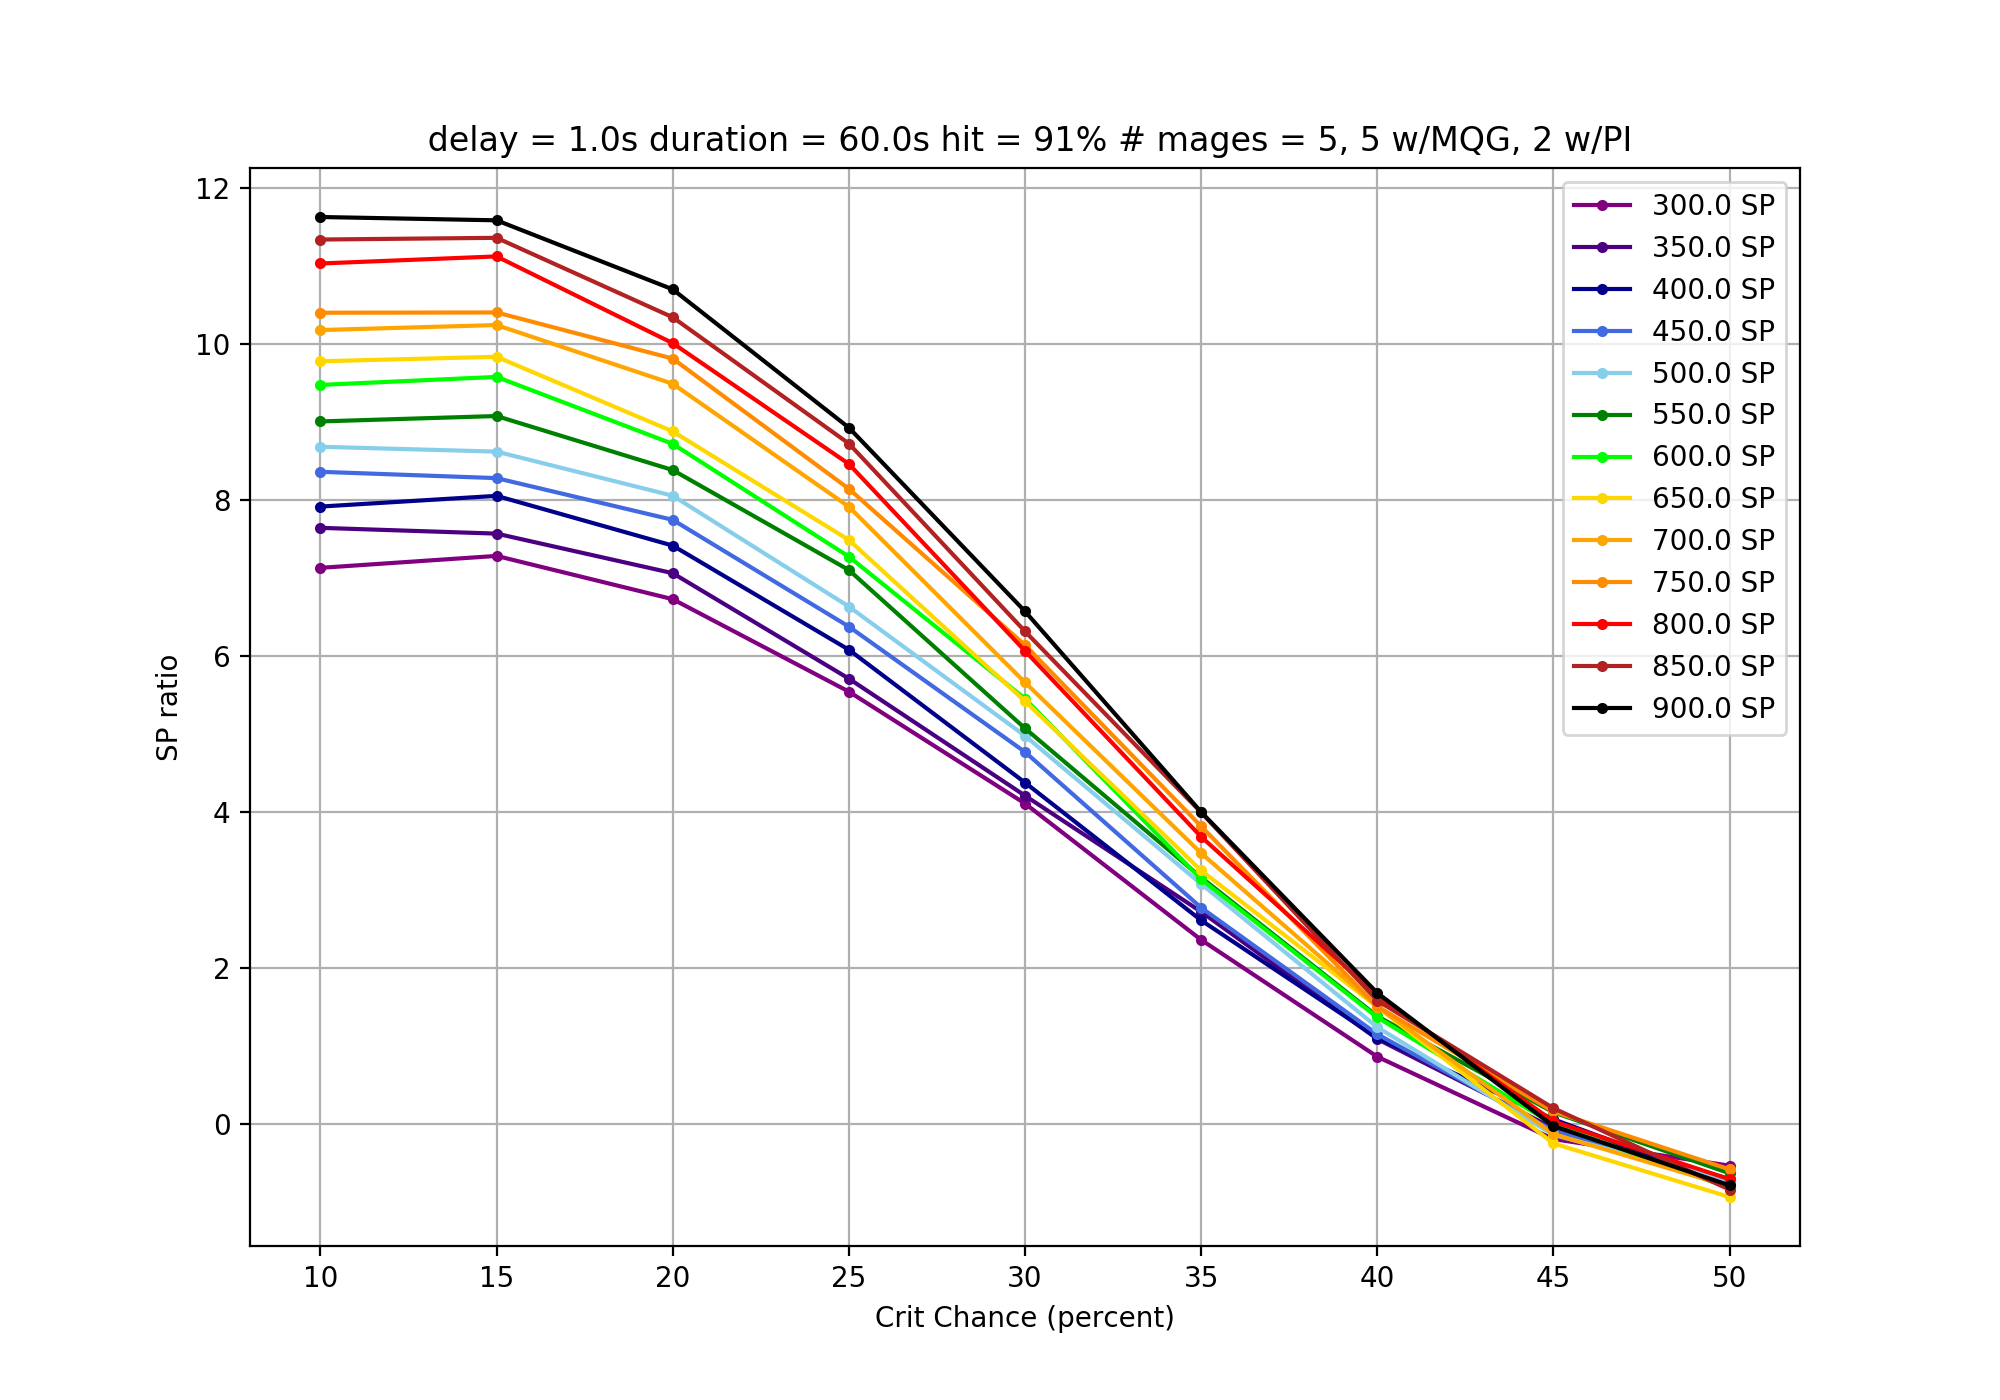 delay = 1.0s duration = 60.0s hit = 91% # mages = 5, 5 w/MQG, 2 w/PI
12
10
8
6
4
2
0
SP ratio
300.0 SP
350.0 SP
400.0 SP
450.0 SP
500.0 SP
550.0 SP
600.0 SP
650.0 SP
700.0 SP
750.0 SP
800.0 SP
850.0 SP
900.0 SP
10 15 20 25 30 35 40 45 50
Crit Chance (percent)